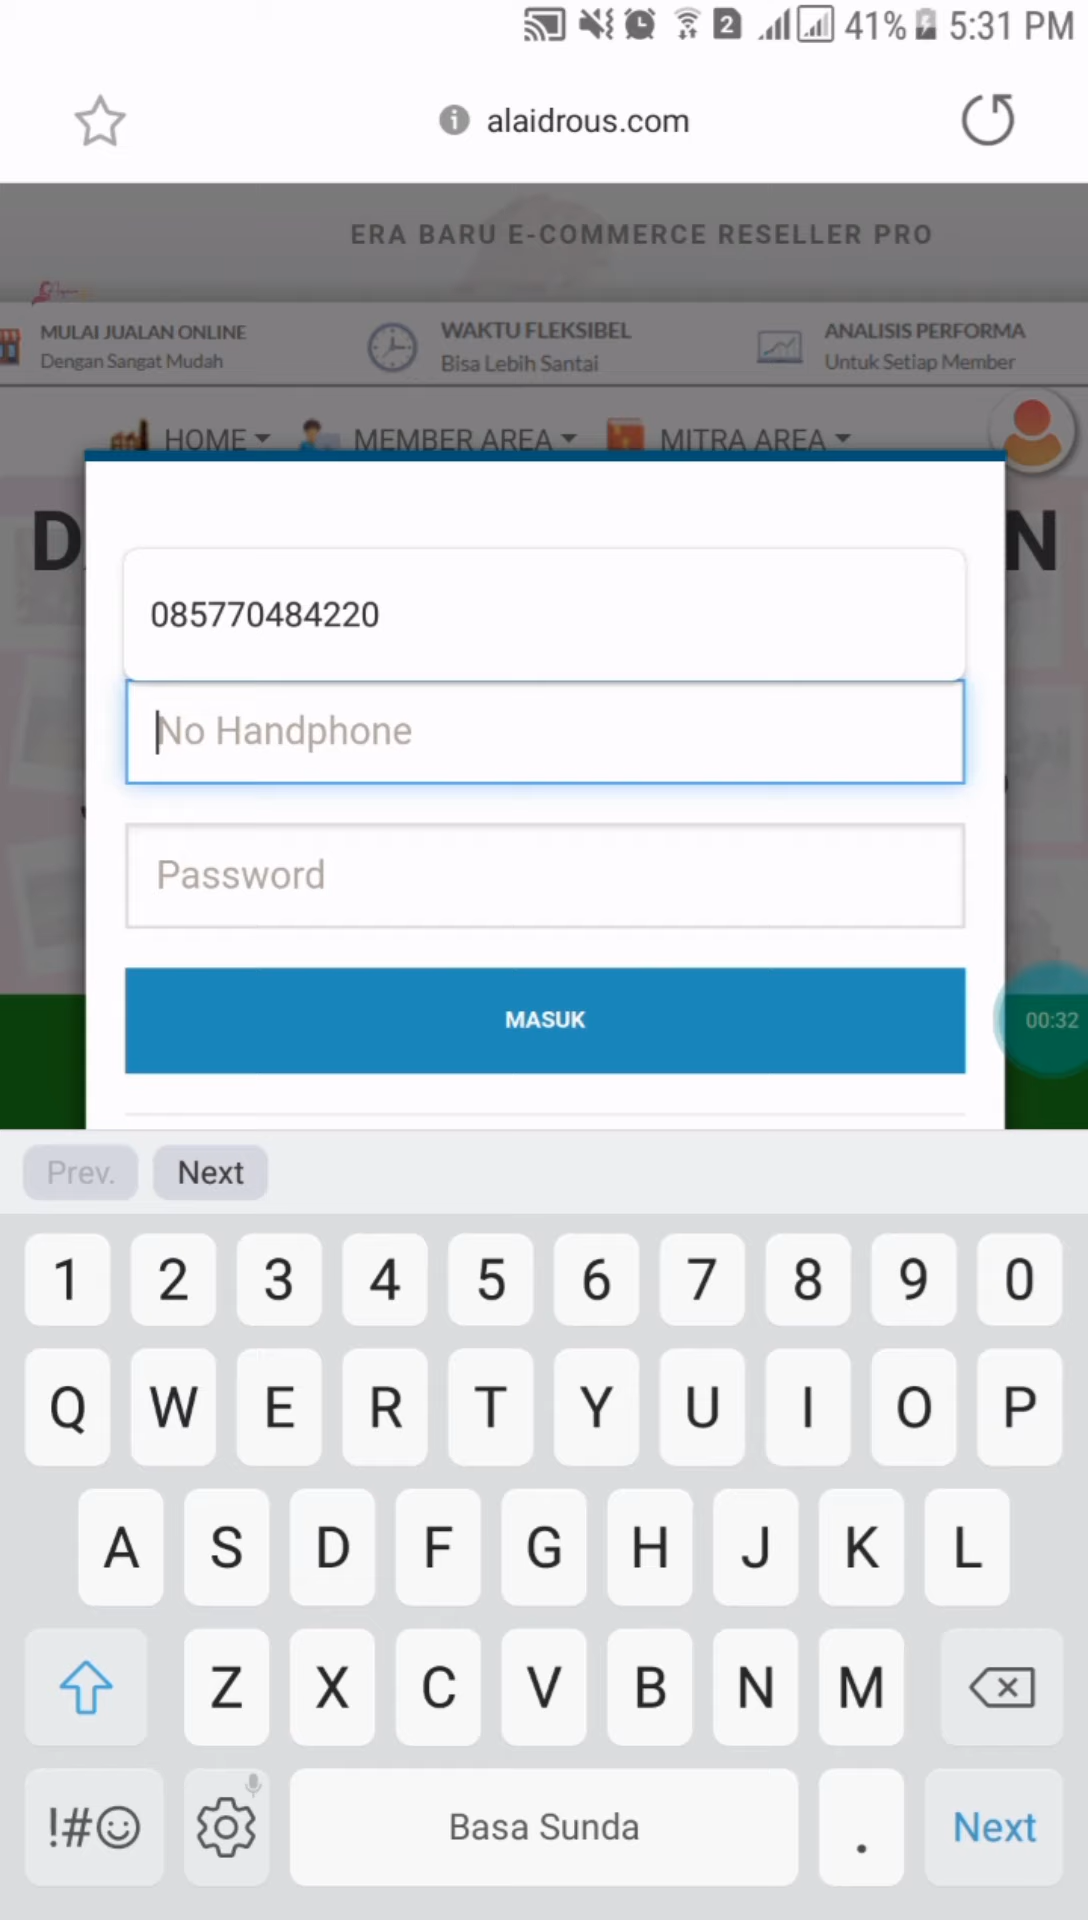 2 41% 5:31 PM
alaidrous.com
ERA BARU E-COMMERCE RESELLER PRO
MULAI JUALAN ONLINE
Dengan Sangat Mudah
WAKTU FLEKSIBEL
Bisa Lebih Santai
ANALISIS PERFORMA
Untuk Setiap Member
HOME MEMBER AREA MITRA AREA
D N
085770484220
No Handphone
Password
MASUK
00:32
Prev. Next
1 2 3 4 5 6 7 8 9 0
Q W E R T Y U I O P
A S D F G H J K L
Z X C V B N M
!#☺ Basa Sunda . Next